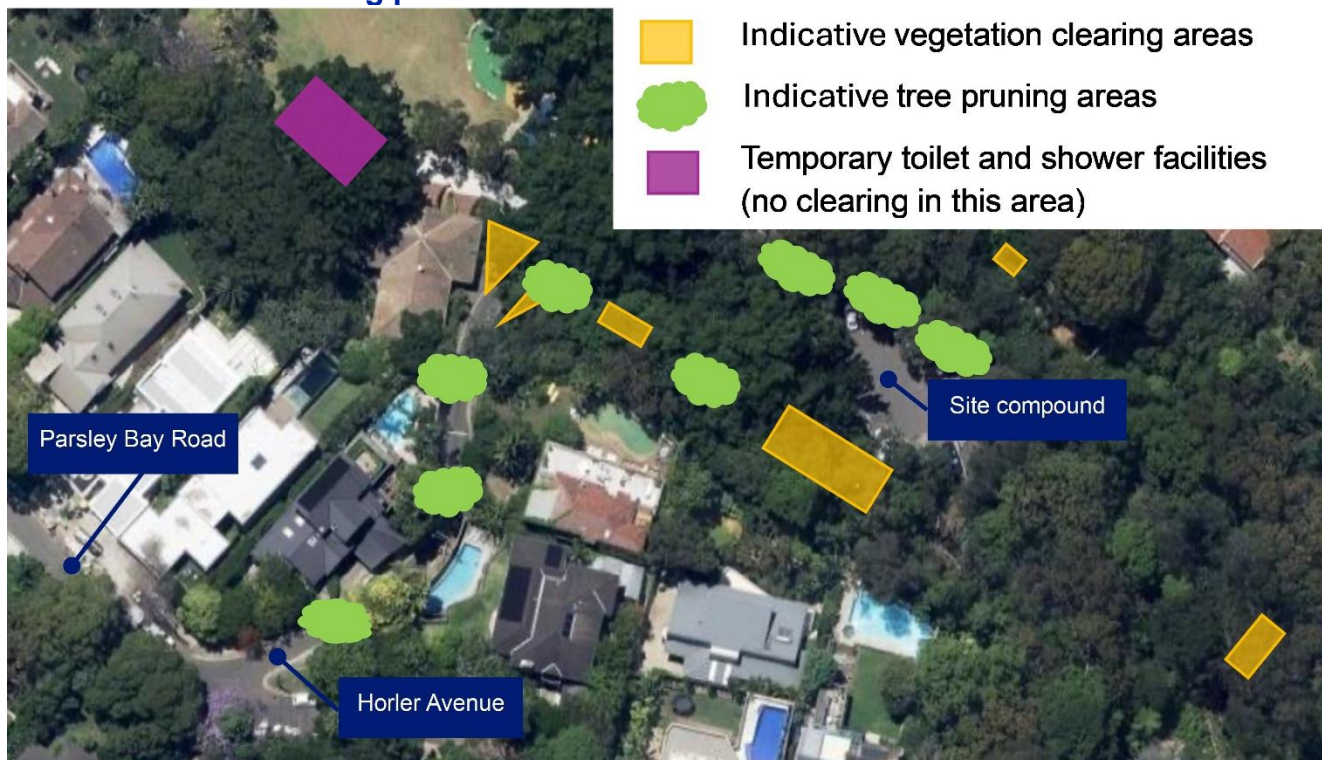 Indicative vegetation clearing areas
Indicative tree pruning areas
Temporary toilet and shower facilities
(no clearing in this area)
Site compound
Parsley Bay Road
Horler Avenue